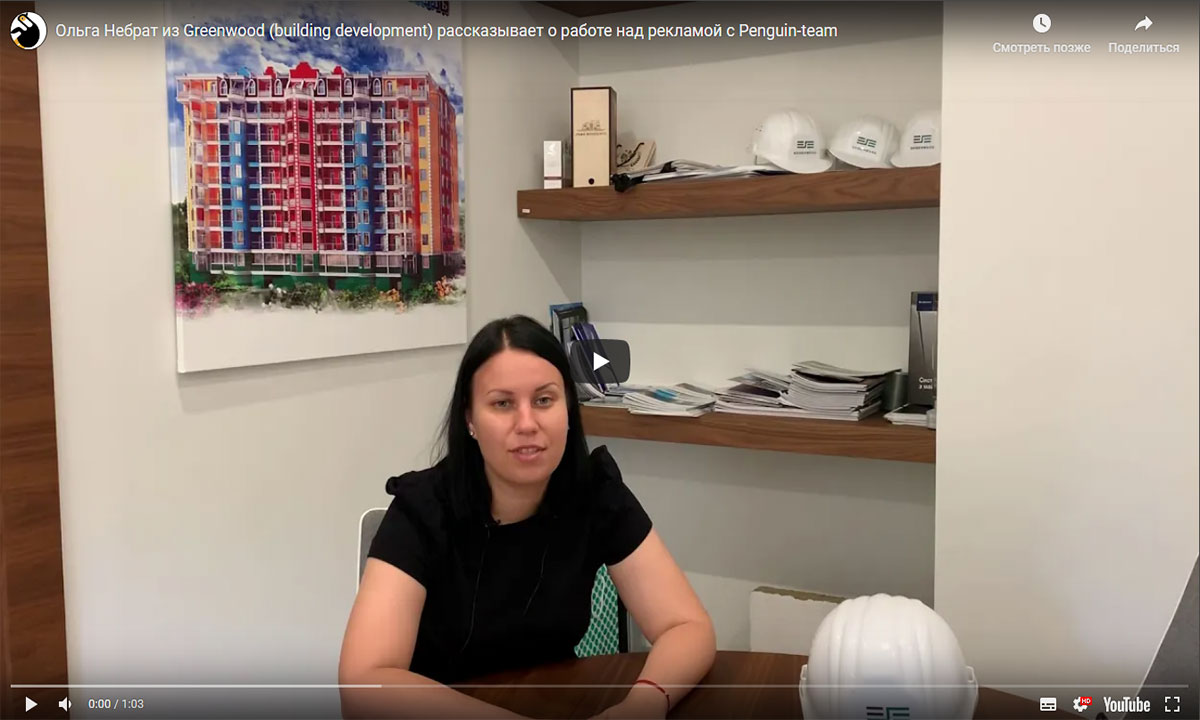 Ольга Небрат из Greenwood (building development) рассказывает о работе над рекламой с Penguin-team
Смотреть позже
Поделиться
0:00 / 1:03
HD
YouTube